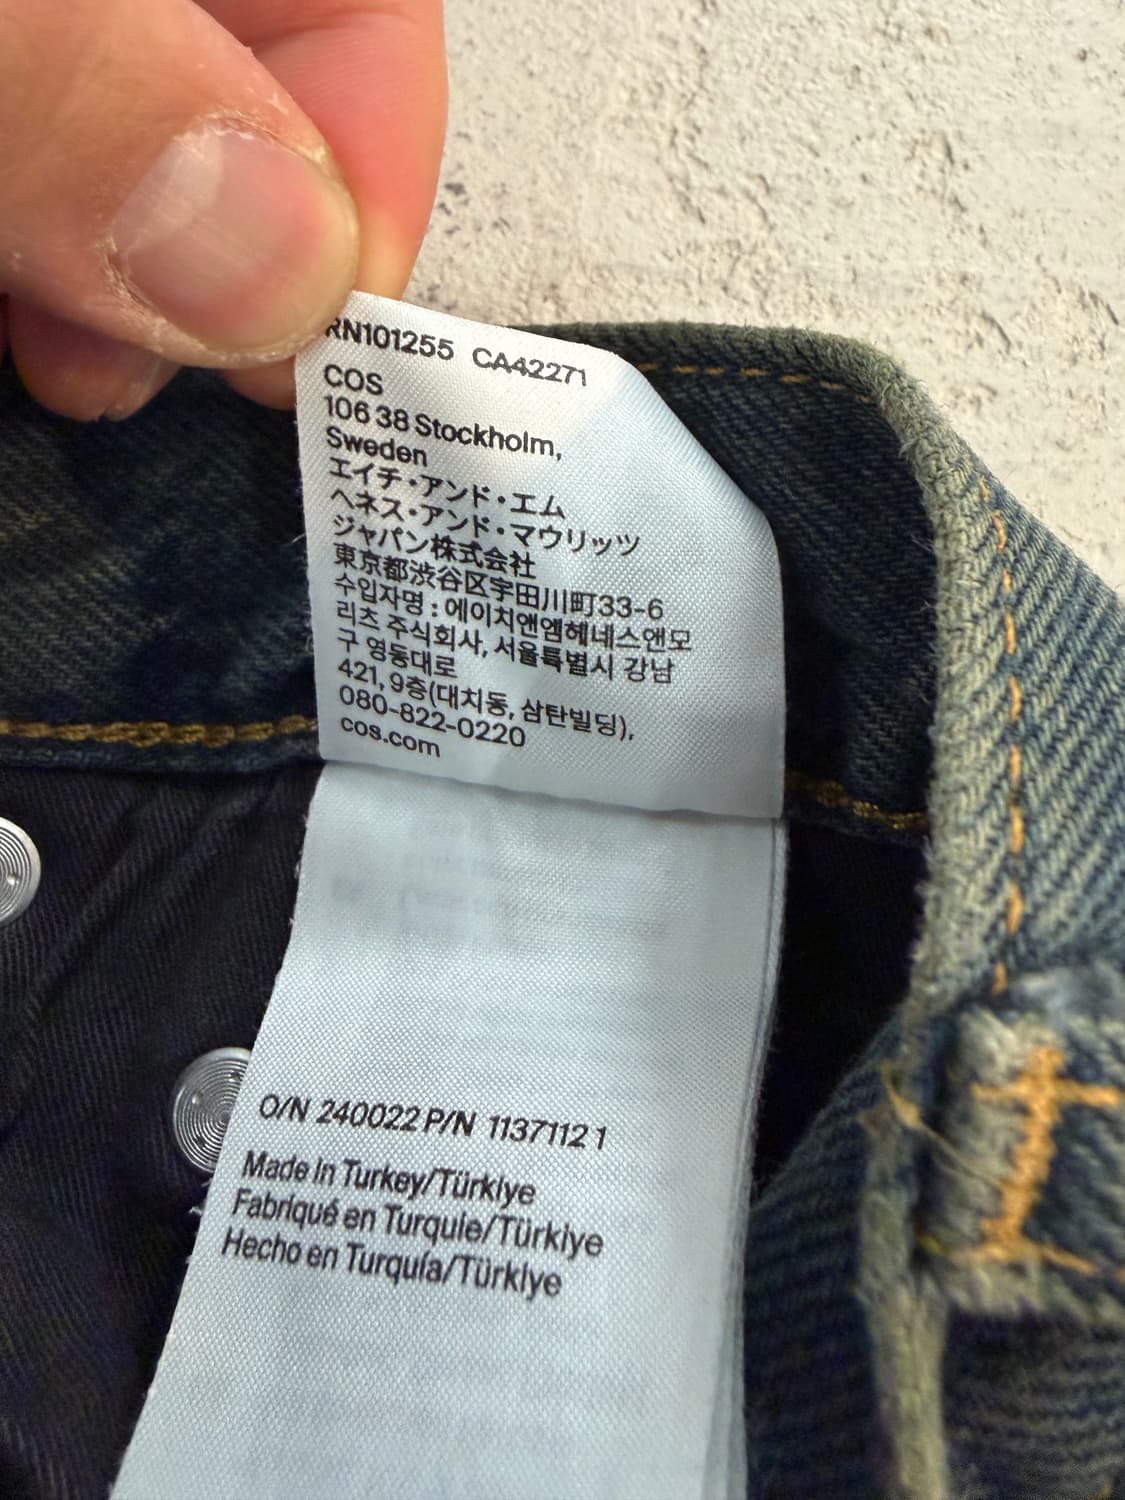 RN101255 CA42271
COS
106 38 Stockholm,
Sweden
エイチ・アンド・エム
ヘネス・アンド・マウリッツ
ジャパン株式会社
東京都渋谷区宇田川町33-6
수입자명 : 에이치앤엠헤네스앤모
리츠 주식회사, 서울특별시 강남
구 영동대로
421, 9층(대치동, 삼탄빌딩),
080-822-0220
cos.com
O/N 240022 P/N 1137112 1
Made in Turkey/Türkiye
Fabriqué en Turquie/Türkiye
Hecho en Turquía/Türkiye